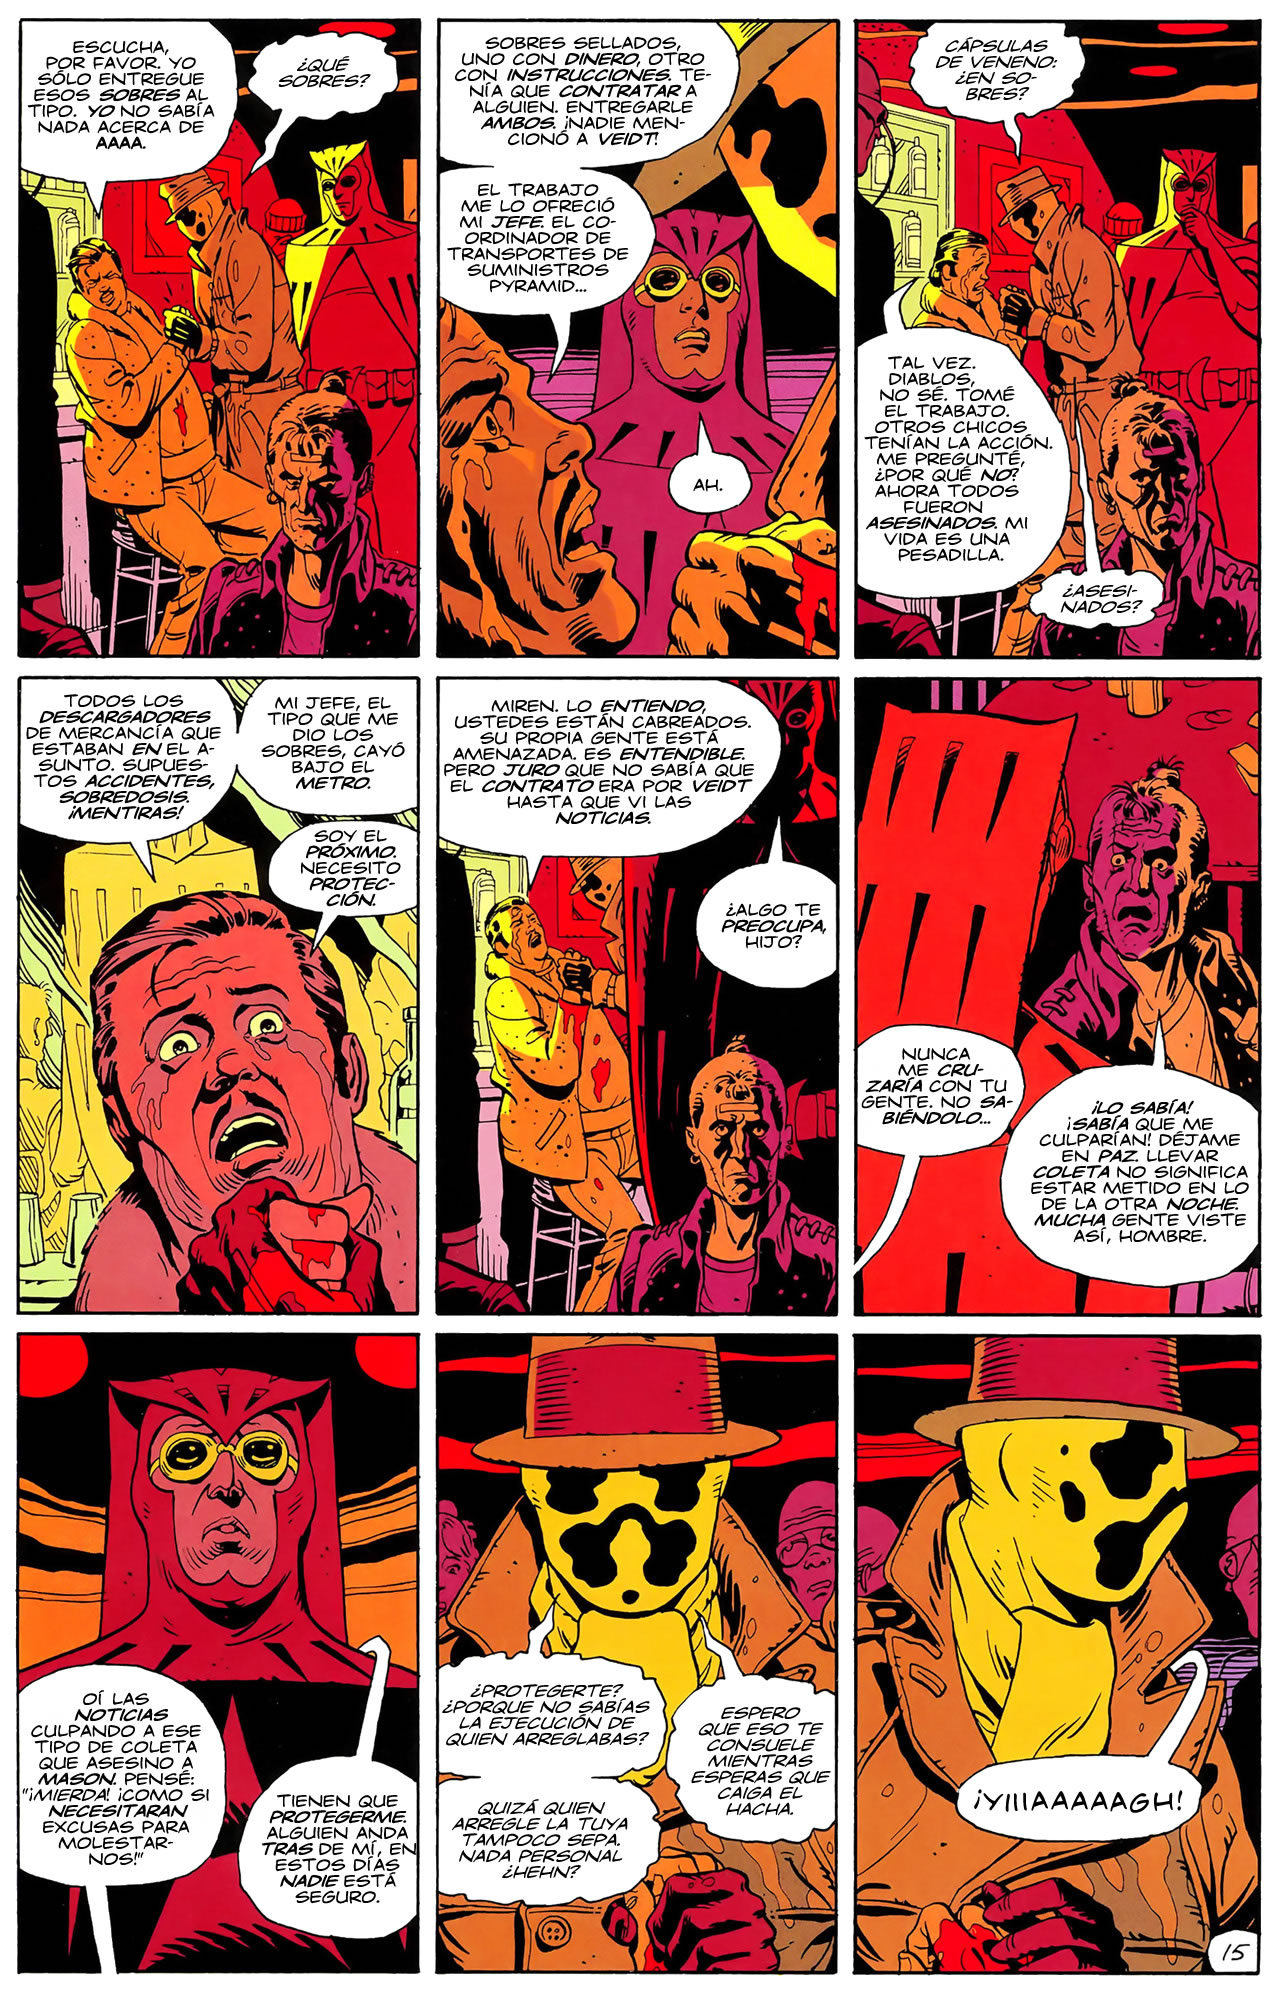 ESCUCHA,
POR FAVOR. YO
SÓLO ENTREGUE
ESOS SOBRES AL
TIPO. YO NO SABÍA
NADA ACERCA DE
AAAA.
¿QUÉ
SOBRES?
SOBRES SELLADOS,
UNO CON DINERO, OTRO
CON INSTRUCCIONES. TE-
NÍA QUE CONTRATAR A
ALGUIEN. ENTREGARLE
AMBOS. ¡NADIE MEN-
CIONÓ A VEIDT!
EL TRABAJO
ME LO OFRECIÓ
MI JEFE. EL CO-
ORDINADOR DE
TRANSPORTES DE
SUMINISTROS
PYRAMID...
AH.
CÁPSULAS
DE VENENO:
¿EN SO-
BRES?
TAL VEZ.
DIABLOS,
NO SÉ. TOMÉ
EL TRABAJO.
OTROS CHICOS
TENÍAN LA ACCIÓN.
ME PREGUNTÉ,
¿POR QUÉ NO?
AHORA TODOS
FUERON
ASESINADOS. MI
VIDA ES UNA
PESADILLA.
¿ASESI-
NADOS?
TODOS LOS
DESCARGADORES
DE MERCANCÍA QUE
ESTABAN EN EL A-
SUNTO. SUPUES-
TOS ACCIDENTES,
SOBREDOSIS.
¡MENTIRAS!
MI JEFE, EL
TIPO QUE ME
DIO LOS
SOBRES, CAYÓ
BAJO EL
METRO.
SOY EL
PRÓXIMO.
NECESITO
PROTEC-
CIÓN.
MIREN. LO ENTIENDO,
USTEDES ESTÁN CABREADOS.
SU PROPIA GENTE ESTÁ
AMENAZADA. ES ENTENDIBLE.
PERO JURO QUE NO SABÍA QUE
EL CONTRATO ERA POR VEIDT
HASTA QUE VI LAS
NOTICIAS.
¿ALGO TE
PREOCUPA,
HIJO?
NUNCA
ME CRU-
ZARÍA CON TU
GENTE. NO SA-
BIÉNDOLO...
¡LO SABÍA!
¡SABÍA QUE ME
CULPARÍAN! DÉJAME
EN PAZ. LLEVAR
COLETA NO SIGNIFICA
ESTAR METIDO EN LO
DE LA OTRA NOCHE.
MUCHA GENTE VISTE
ASÍ, HOMBRE.
OÍ LAS
NOTICIAS
CULPANDO A ESE
TIPO DE COLETA
QUE ASESINO A
MASON. PENSÉ:
"¡MIERDA! ¡COMO SI
NECESITARAN
EXCUSAS PARA
MOLESTAR-
NOS!"
TIENEN QUE
PROTEGERME.
ALGUIEN ANDA
TRAS DE MÍ, EN
ESTOS DÍAS
NADIE ESTÁ
SEGURO.
¿PROTEGERTE?
¿PORQUE NO SABÍAS
LA EJECUCIÓN DE
QUIEN ARREGLABAS?
QUIZÁ QUIEN
ARREGLE LA TUYA
TAMPOCO SEPA.
NADA PERSONAL
¿HEHN?
ESPERO
QUE ESO TE
CONSUELE
MIENTRAS
ESPERAS QUE
CAIGA EL
HACHA.
¡YIIIAAAAAGH!
15